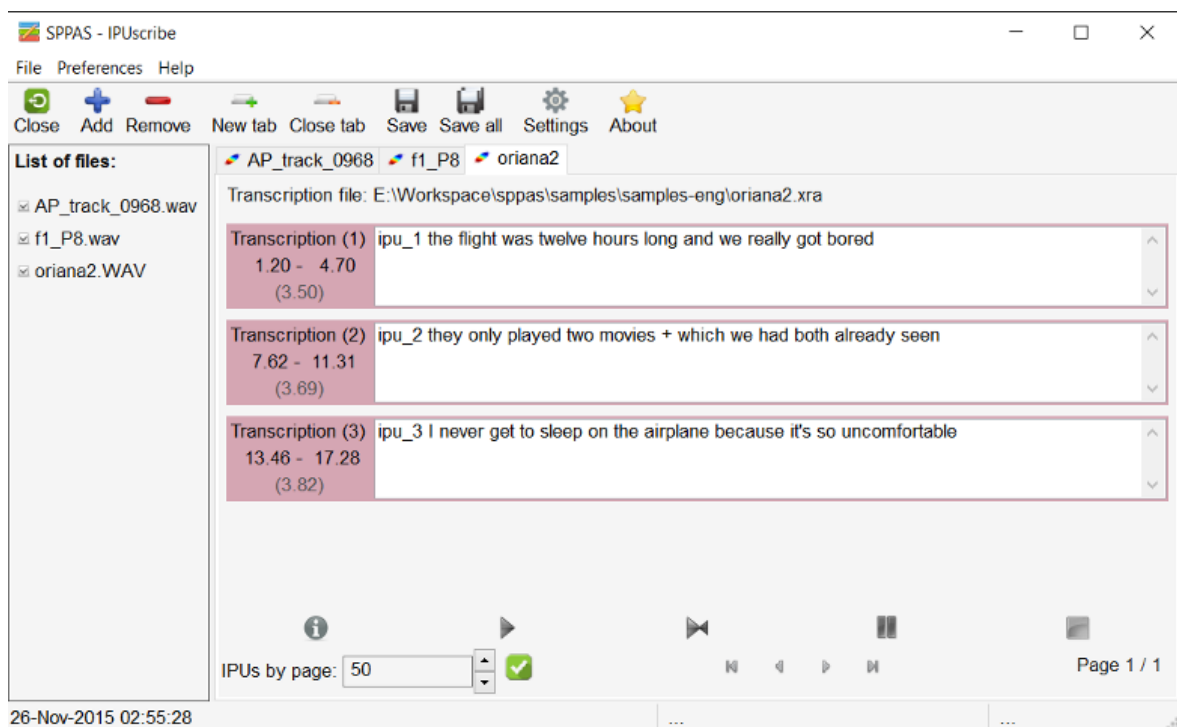 SPPAS - IPUscribe
File Preferences Help
Close Add Remove New tab Close tab Save Save all Settings About
List of files:
AP_track_0968.wav
f1_P8.wav
oriana2.WAV
AP_track_0968 f1_P8 oriana2
Transcription file: E:\Workspace\sppas\samples\samples-eng\oriana2.xra
Transcription (1) ipu_1 the flight was twelve hours long and we really got bored
1.20 - 4.70
(3.50)
Transcription (2) ipu_2 they only played two movies + which we had both already seen
7.62 - 11.31
(3.69)
Transcription (3) ipu_3 I never get to sleep on the airplane because it's so uncomfortable
13.46 - 17.28
(3.82)
IPUs by page: 50 Page 1 / 1
26-Nov-2015 02:55:28 ... ...